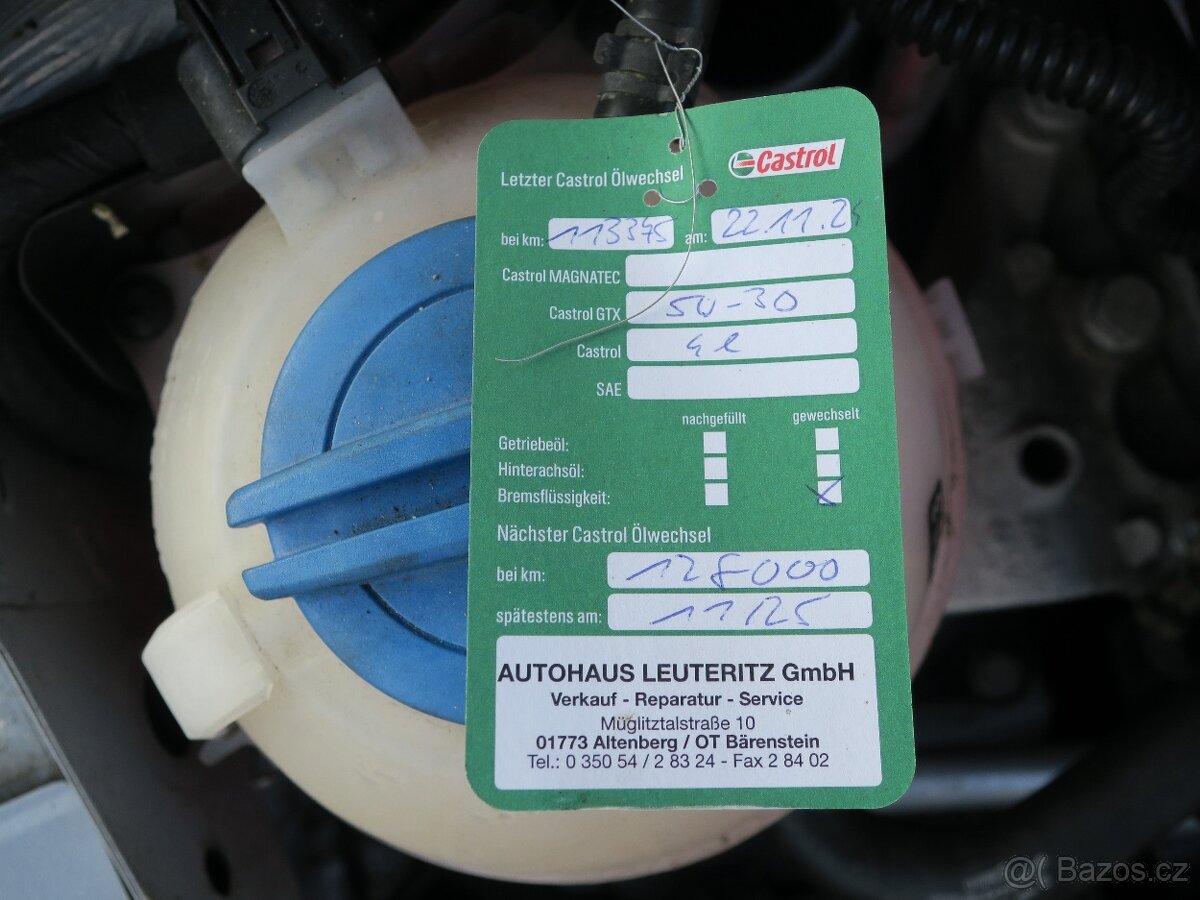 Castrol
Letzter Castrol Ölwechsel
bei km: 113345 am: 22.11.24
Castrol MAGNATEC
Castrol GTX 5W-30
Castrol 4 l
SAE
nachgefüllt gewechselt
Getriebeöl:
Hinterachsöl:
Bremsflüssigkeit:
Nächster Castrol Ölwechsel
bei km: 128000
spätestens am: 11/25
AUTOHAUS LEUTERITZ GmbH
Verkauf - Reparatur - Service
Müglitztalstraße 10
01773 Altenberg / OT Bärenstein
Tel.: 0 350 54 / 2 83 24 - Fax 2 84 02
@( Bazos.cz